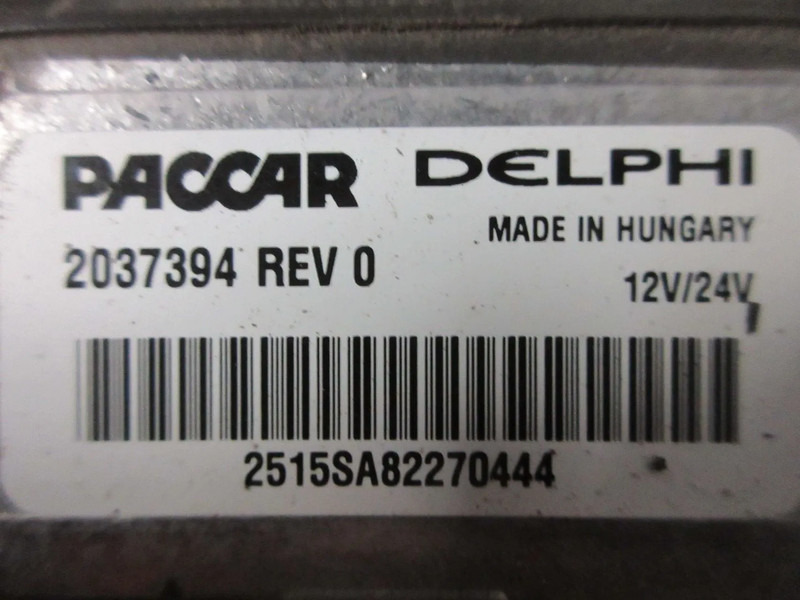 PACCAR DELPHI
MADE IN HUNGARY
2037394 REV 0
12V/24V
2515SA82270444